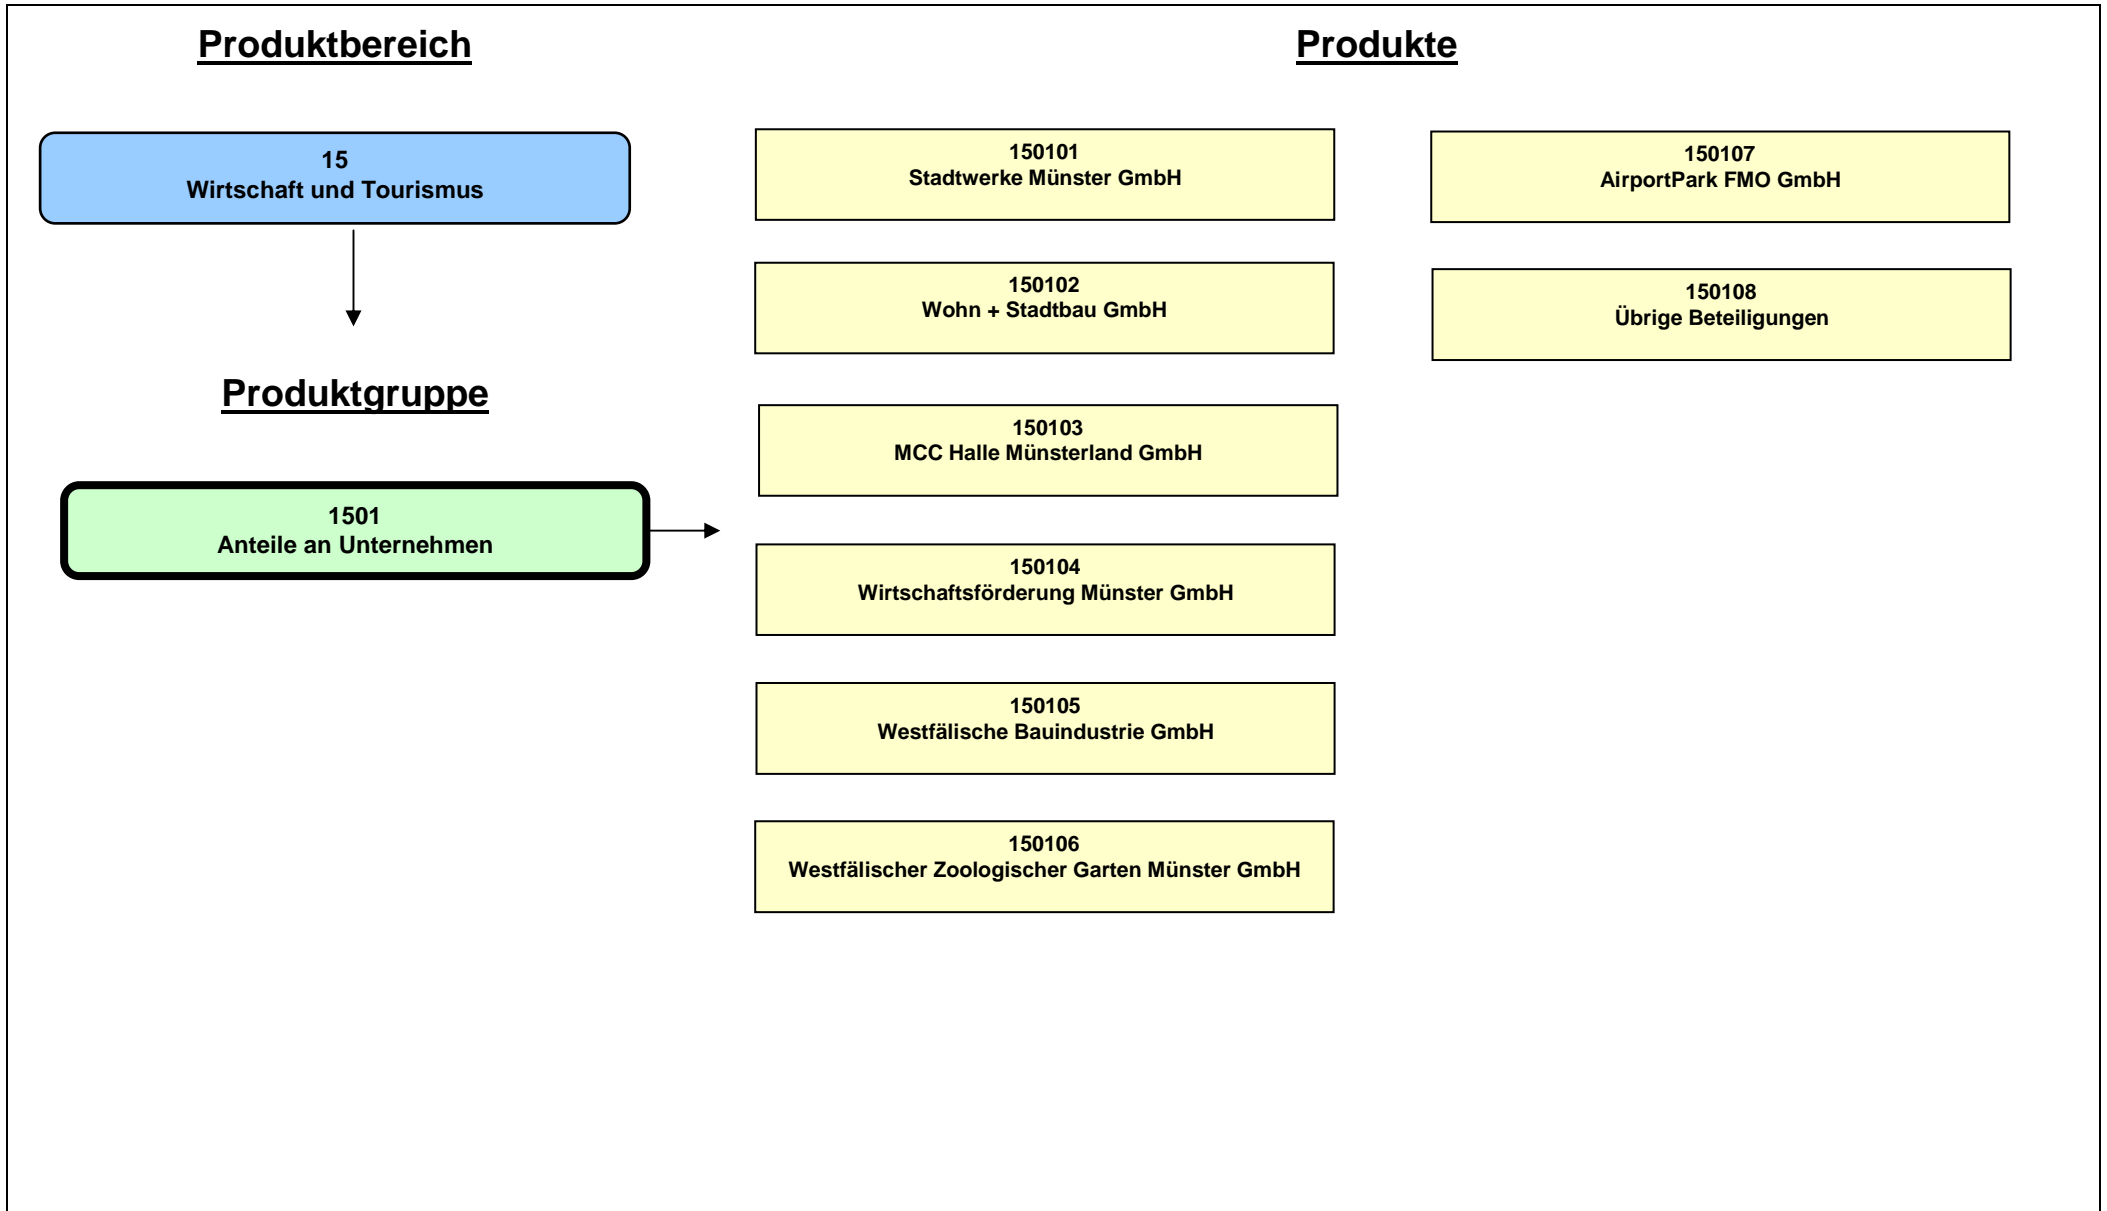 Produktbereich
Produkte
15
Wirtschaft und Tourismus
Produktgruppe
1501
Anteile an Unternehmen
150101
Stadtwerke Münster GmbH
150102
Wohn + Stadtbau GmbH
150103
MCC Halle Münsterland GmbH
150104
Wirtschaftsförderung Münster GmbH
150105
Westfälische Bauindustrie GmbH
150106
Westfälischer Zoologischer Garten Münster GmbH
150107
AirportPark FMO GmbH
150108
Übrige Beteiligungen